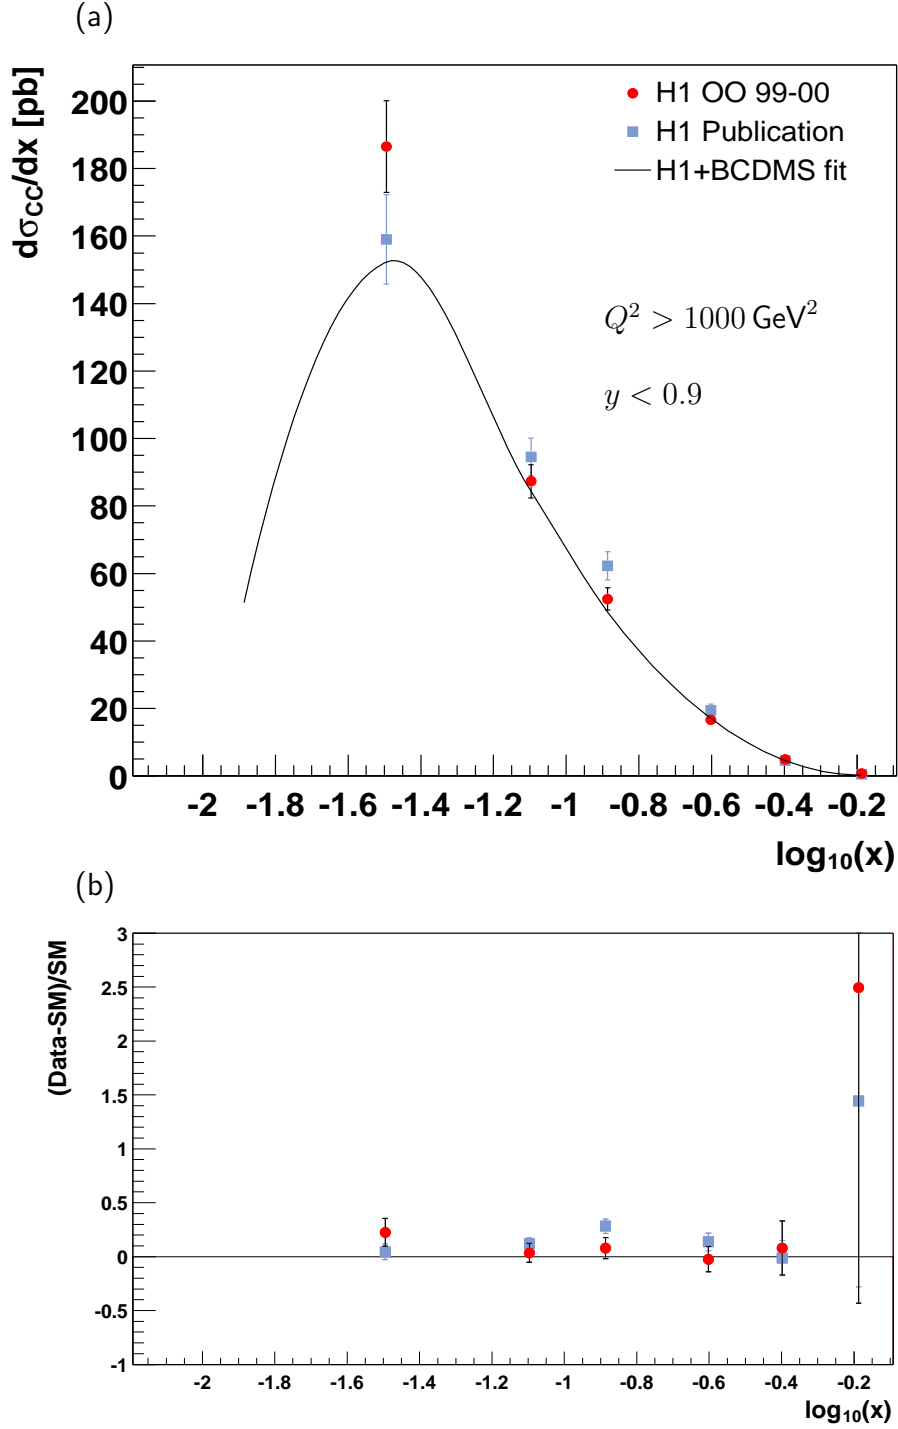 (a)
dσCC/dx [pb]
200
180
160
140
120
100
80
60
40
20
0
H1 OO 99-00
H1 Publication
H1+BCDMS fit
Q² > 1000 GeV²
y < 0.9
-2 -1.8 -1.6 -1.4 -1.2 -1 -0.8 -0.6 -0.4 -0.2
log₁₀(x)
(b)
(Data-SM)/SM
3
2.5
2
1.5
1
0.5
0
-0.5
-1
-2 -1.8 -1.6 -1.4 -1.2 -1 -0.8 -0.6 -0.4 -0.2
log₁₀(x)